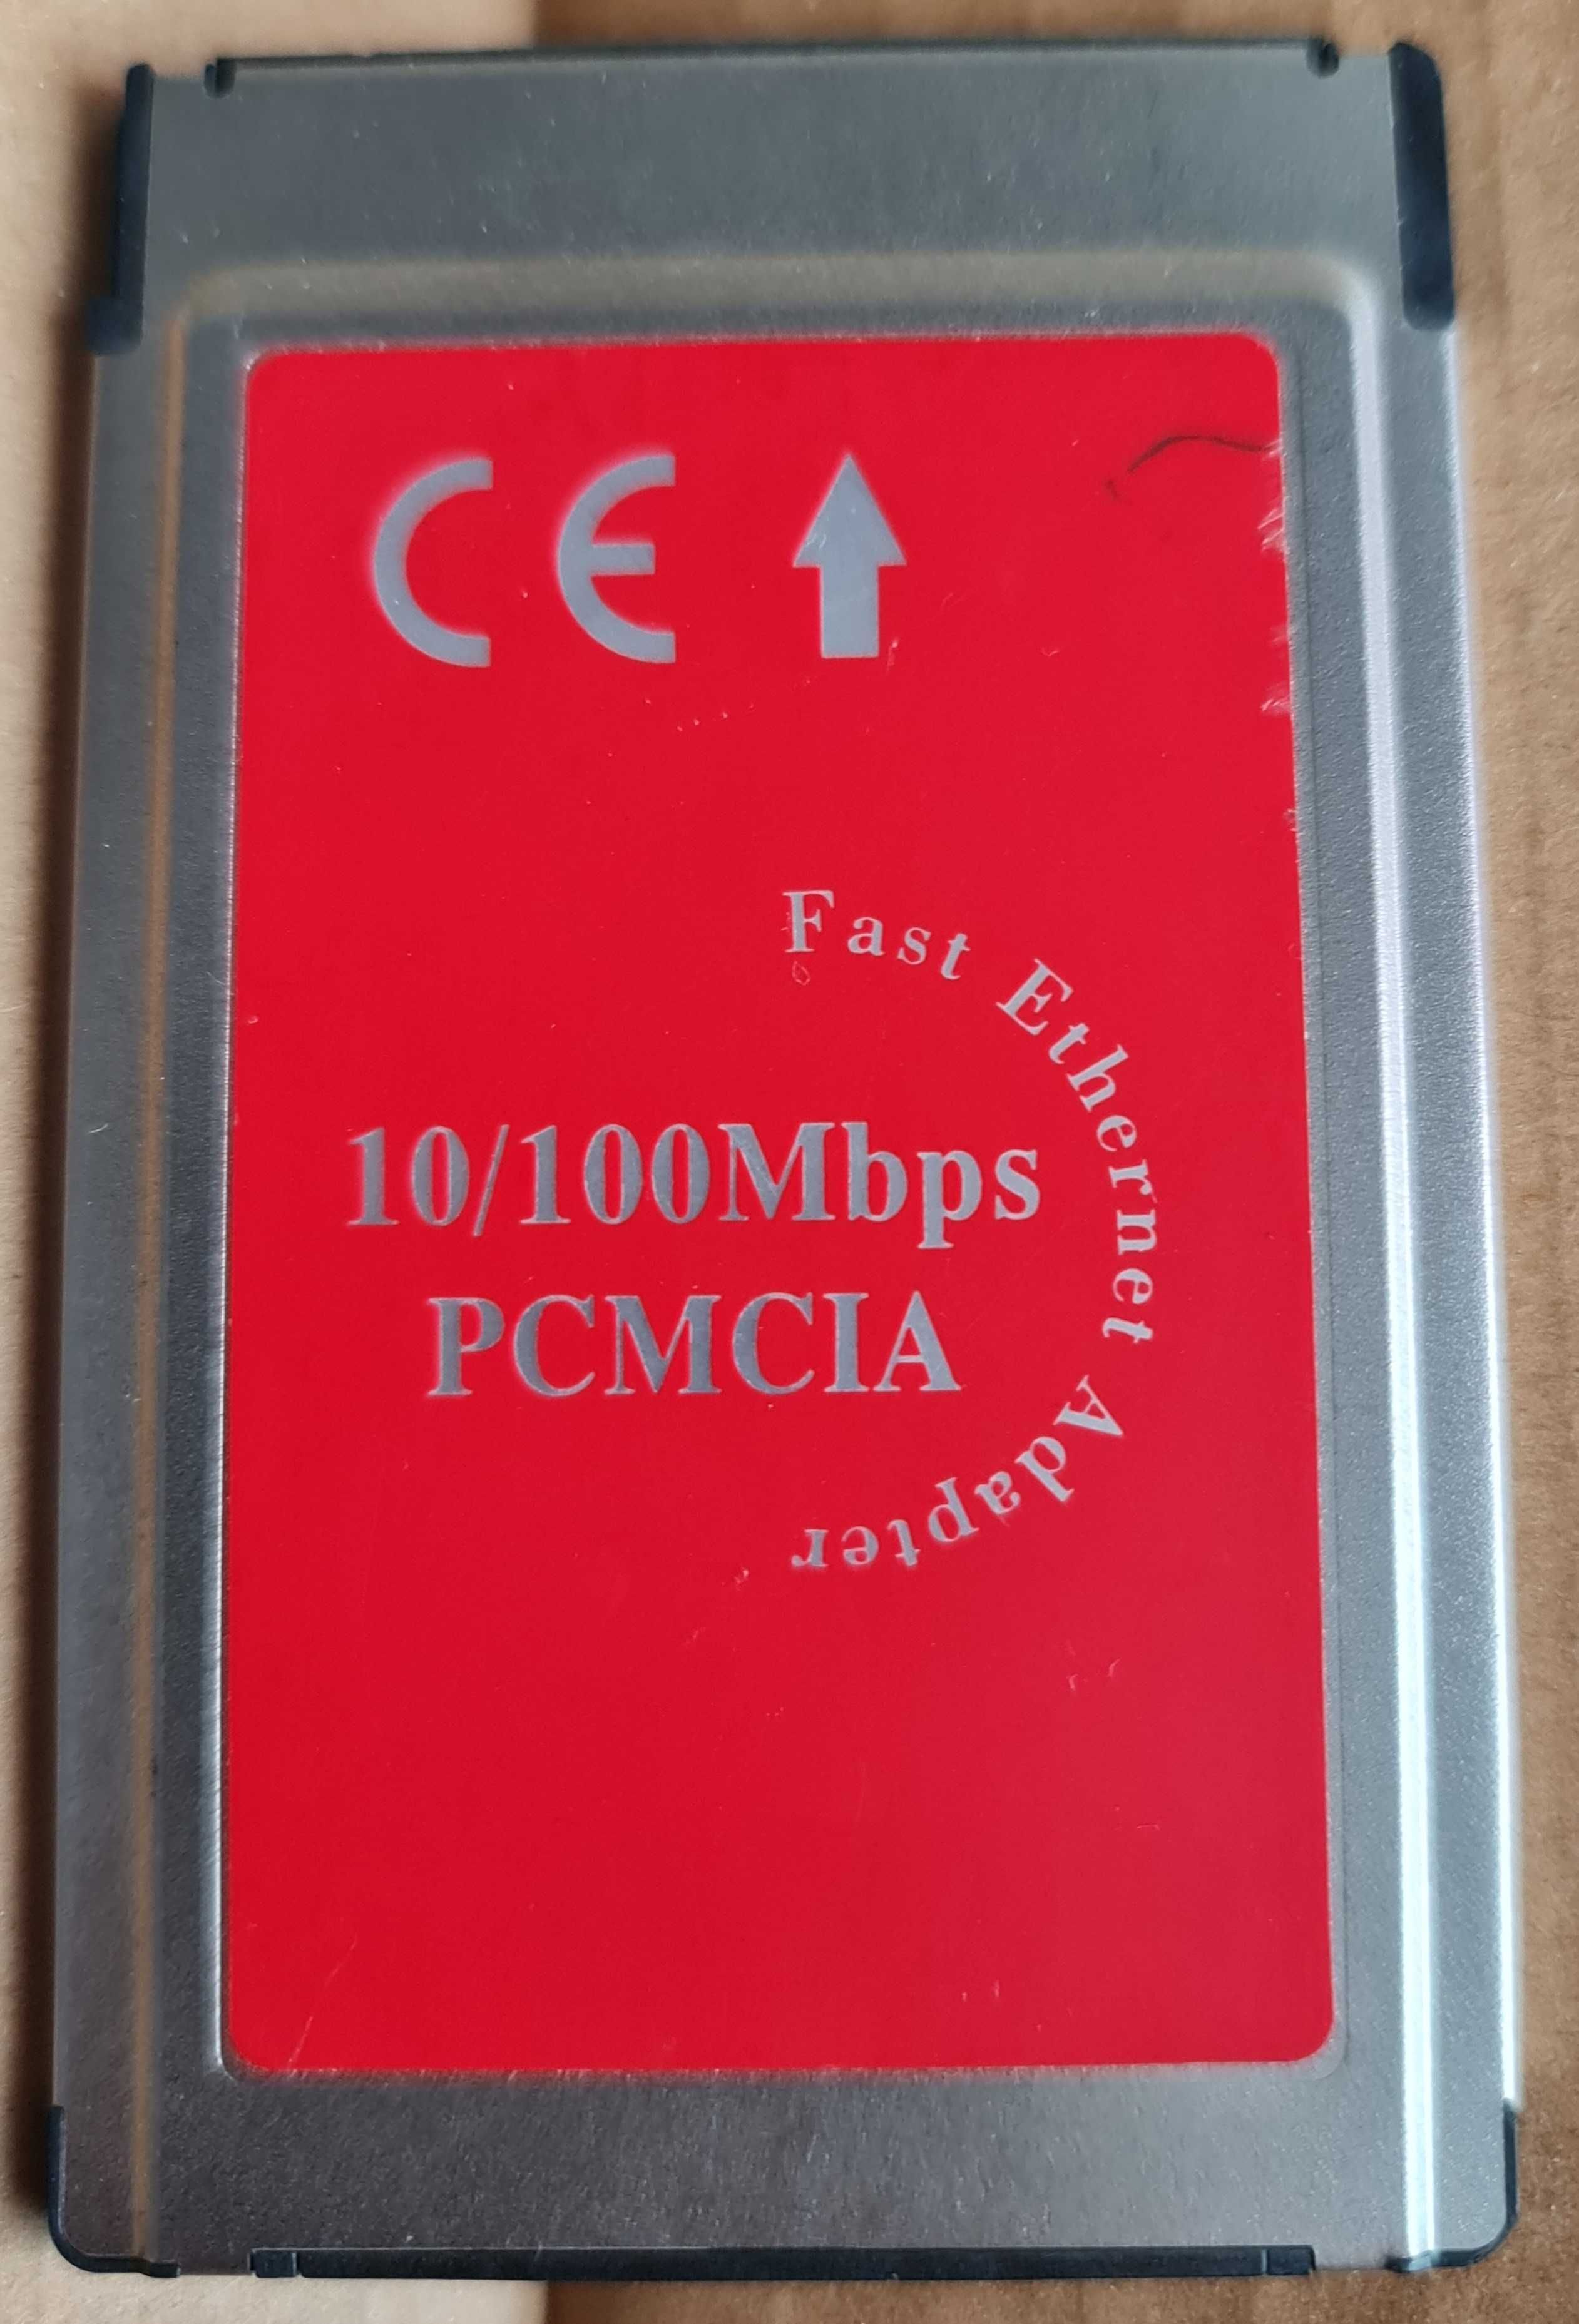 CE
Fast Ethernet Adapter
10/100Mbps
PCMCIA